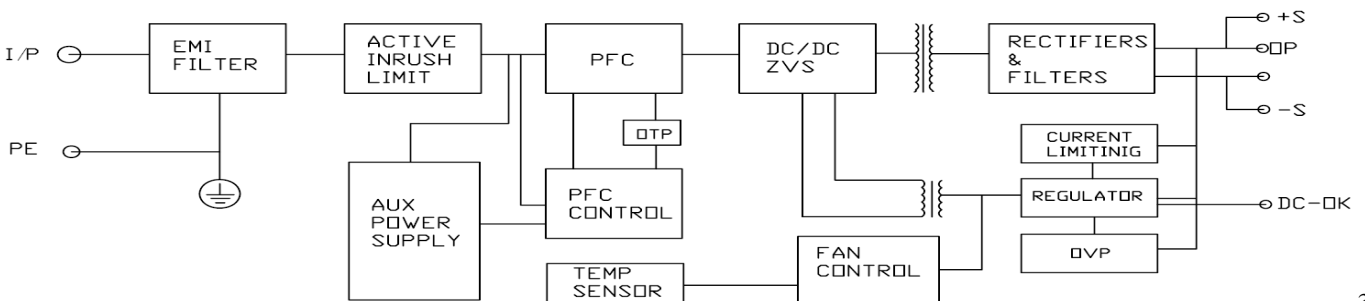 I/P
EMI
FILTER
ACTIVE
INRUSH
LIMIT
PFC
DC/DC
ZVS
RECTIFIERS
&
FILTERS
+S
OP
-S
PE
OTP
CURRENT
LIMITINIG
AUX
POWER
SUPPLY
PFC
CONTROL
REGULATOR
DC-OK
FAN
CONTROL
OVP
TEMP
SENSOR